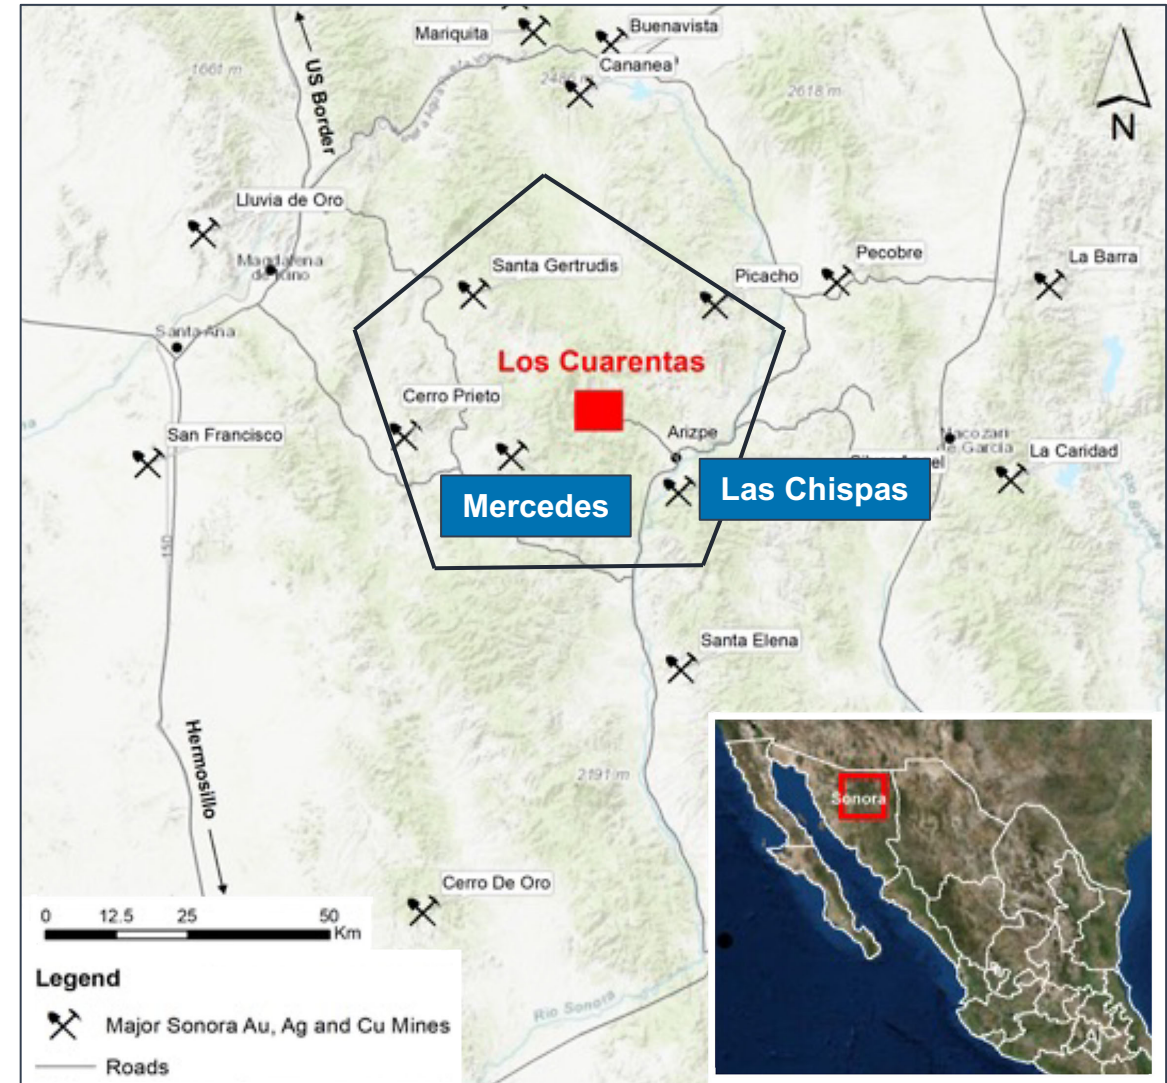 Mariquita
Buenavista
Cananea
1661 m
US Border
2618 m
N
Lluvia de Oro
Magdalena
de Kino
Santa Gertrudis
Picacho
Pecobre
La Barra
Santa Ana
Los Cuarentas
Cerro Prieto
San Francisco
Arizpe
Nacozari
de Garcia
La Caridad
Mercedes
Las Chispas
150
Santa Elena
Hermosillo
2191 m
Sonora
Cerro De Oro
0 12.5 25 50
Km
Rio Sonora
Legend
Major Sonora Au, Ag and Cu Mines
Roads